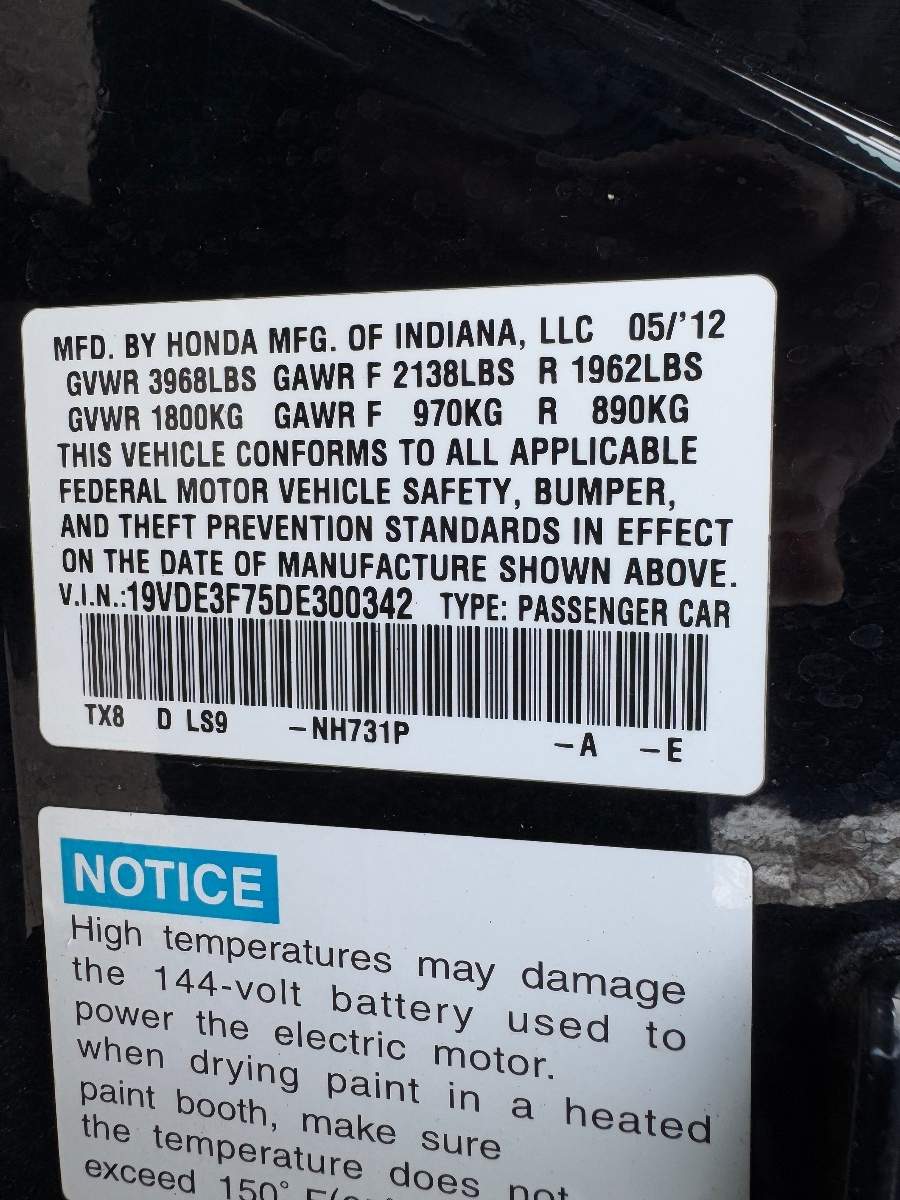 MFD. BY HONDA MFG. OF INDIANA, LLC 05/'12
GVWR 3968LBS GAWR F 2138LBS R 1962LBS
GVWR 1800KG GAWR F 970KG R 890KG
THIS VEHICLE CONFORMS TO ALL APPLICABLE
FEDERAL MOTOR VEHICLE SAFETY, BUMPER,
AND THEFT PREVENTION STANDARDS IN EFFECT
ON THE DATE OF MANUFACTURE SHOWN ABOVE.
V.I.N.:19VDE3F75DE300342 TYPE: PASSENGER CAR
TX8 D LS9 –NH731P –A –E
NOTICE
High temperatures may damage
the 144-volt battery used to
power the electric motor.
when drying paint in a heated
paint booth, make sure
the temperature does not
exceed 150°